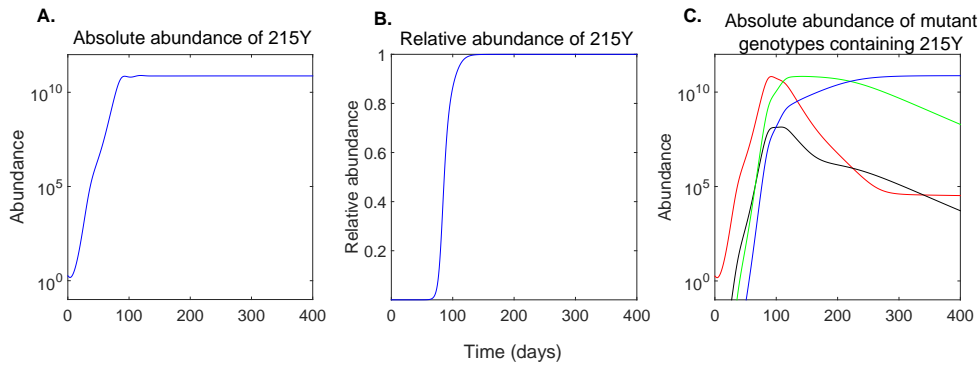 A.
Absolute abundance of 215Y
Abundance
10^10
10^5
10^0
0 100 200 300 400
B.
Relative abundance of 215Y
Relative abundance
1
0.8
0.6
0.4
0.2
0 100 200 300 400
Time (days)
C.
Absolute abundance of mutant
genotypes containing 215Y
Abundance
10^10
10^5
10^0
0 100 200 300 400